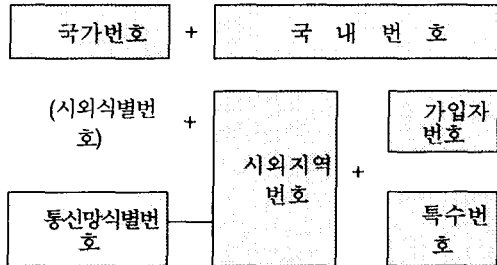 국가번호 + 국 내 번 호
(시외식별번
호)
+
시외지역
번호
+
가입자
번호
통신망식별번
호
특수번
호